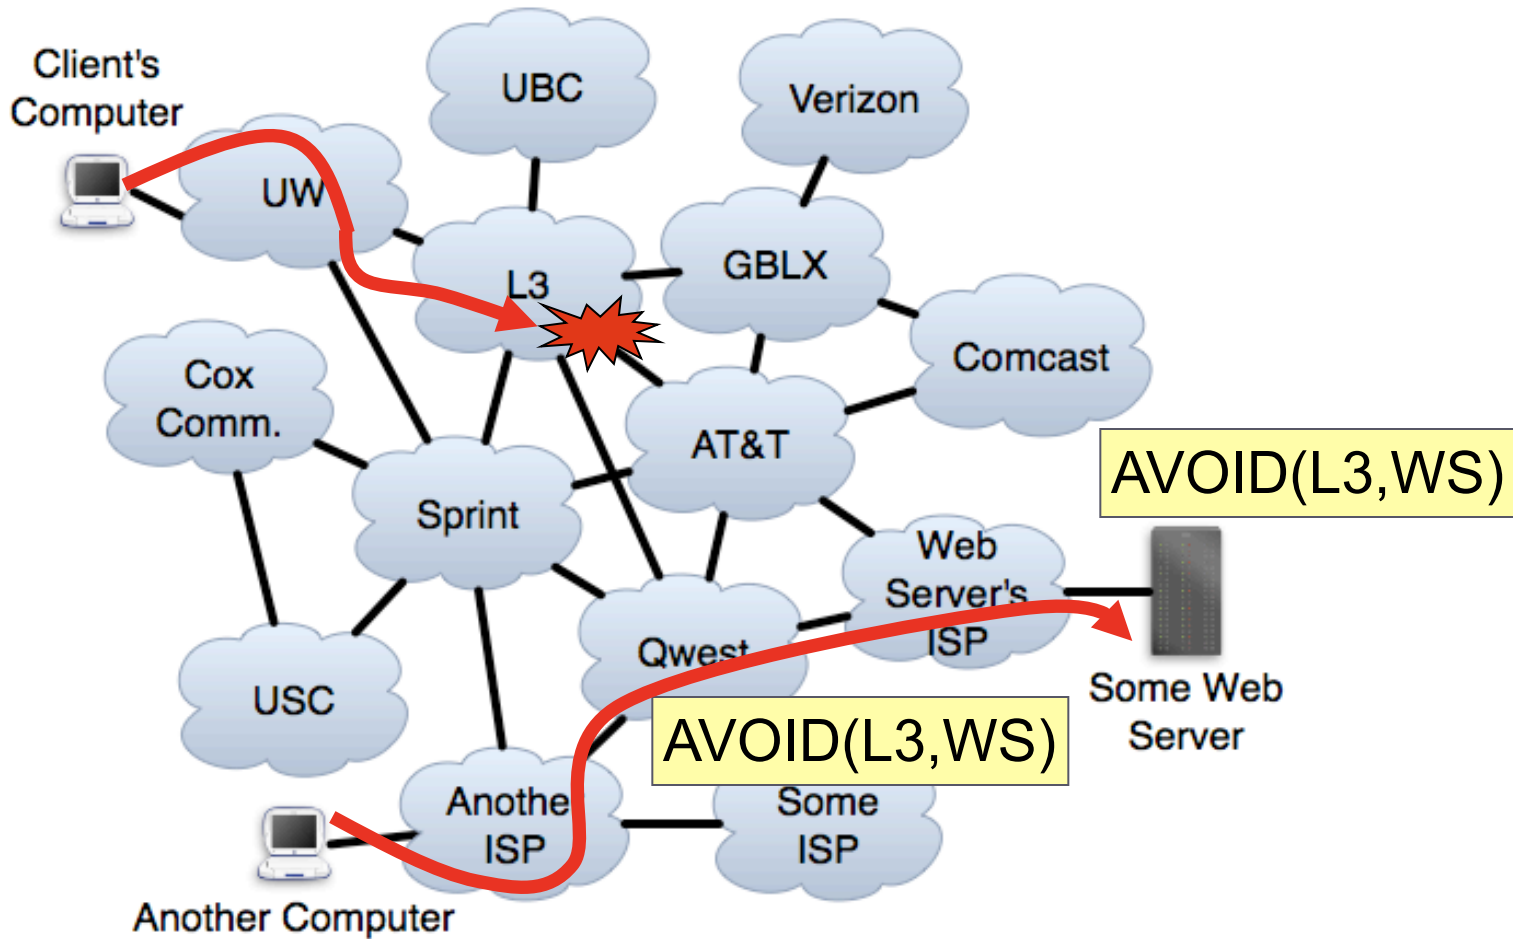 Client's
Computer
UBC
Verizon
UW
L3
GBLX
Cox
Comm.
Comcast
AT&T
AVOID(L3,WS)
Sprint
Web
Server's
ISP
Qwest
USC
Some Web
Server
AVOID(L3,WS)
Anothe
ISP
Some
ISP
Another Computer